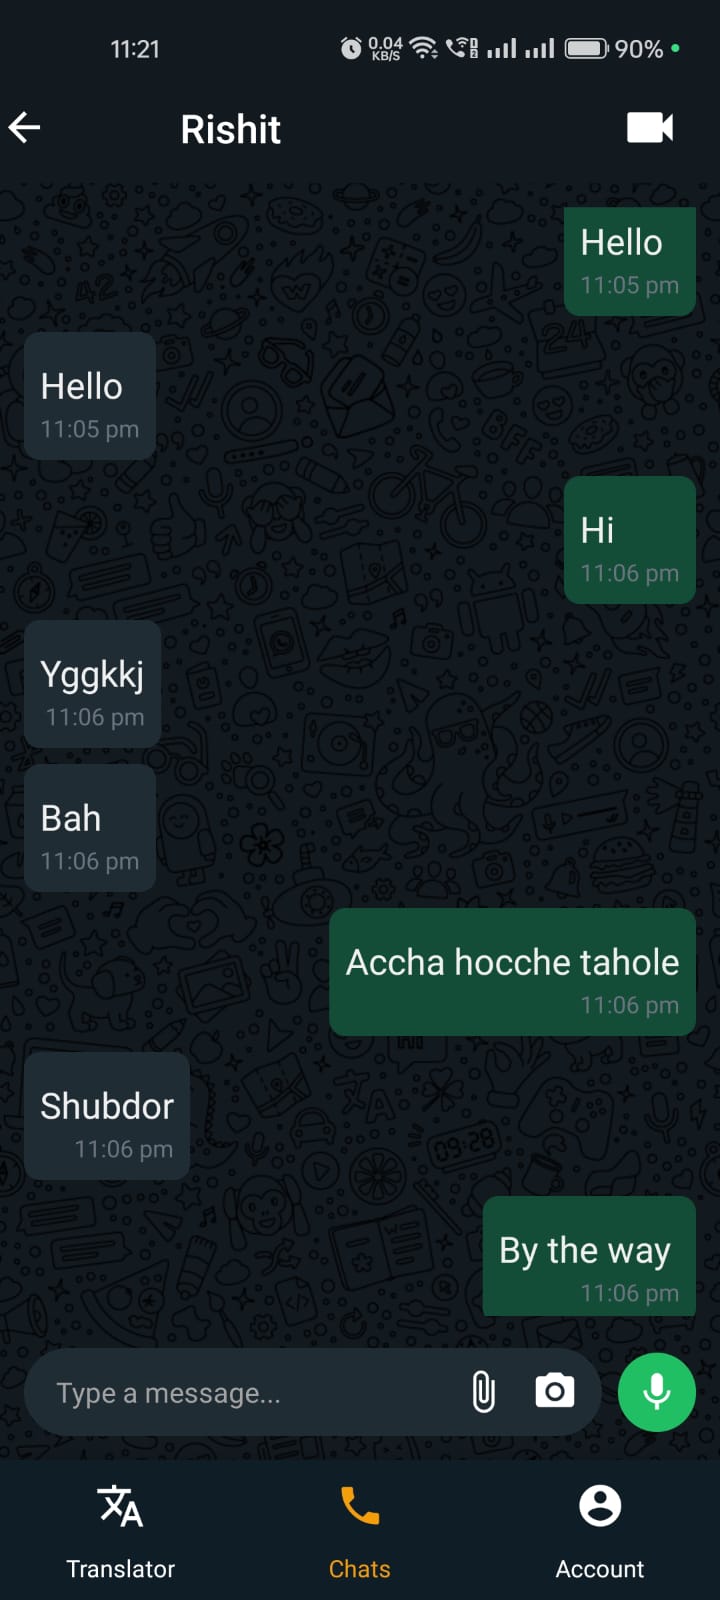 11:21
0.04
KB/S
90%
Rishit
Hello
11:05 pm
Hello
11:05 pm
Hi
11:06 pm
Yggkkj
11:06 pm
Bah
11:06 pm
Accha hocche tahole
11:06 pm
Shubdor
11:06 pm
By the way
11:06 pm
Type a message...
Translator
Chats
Account